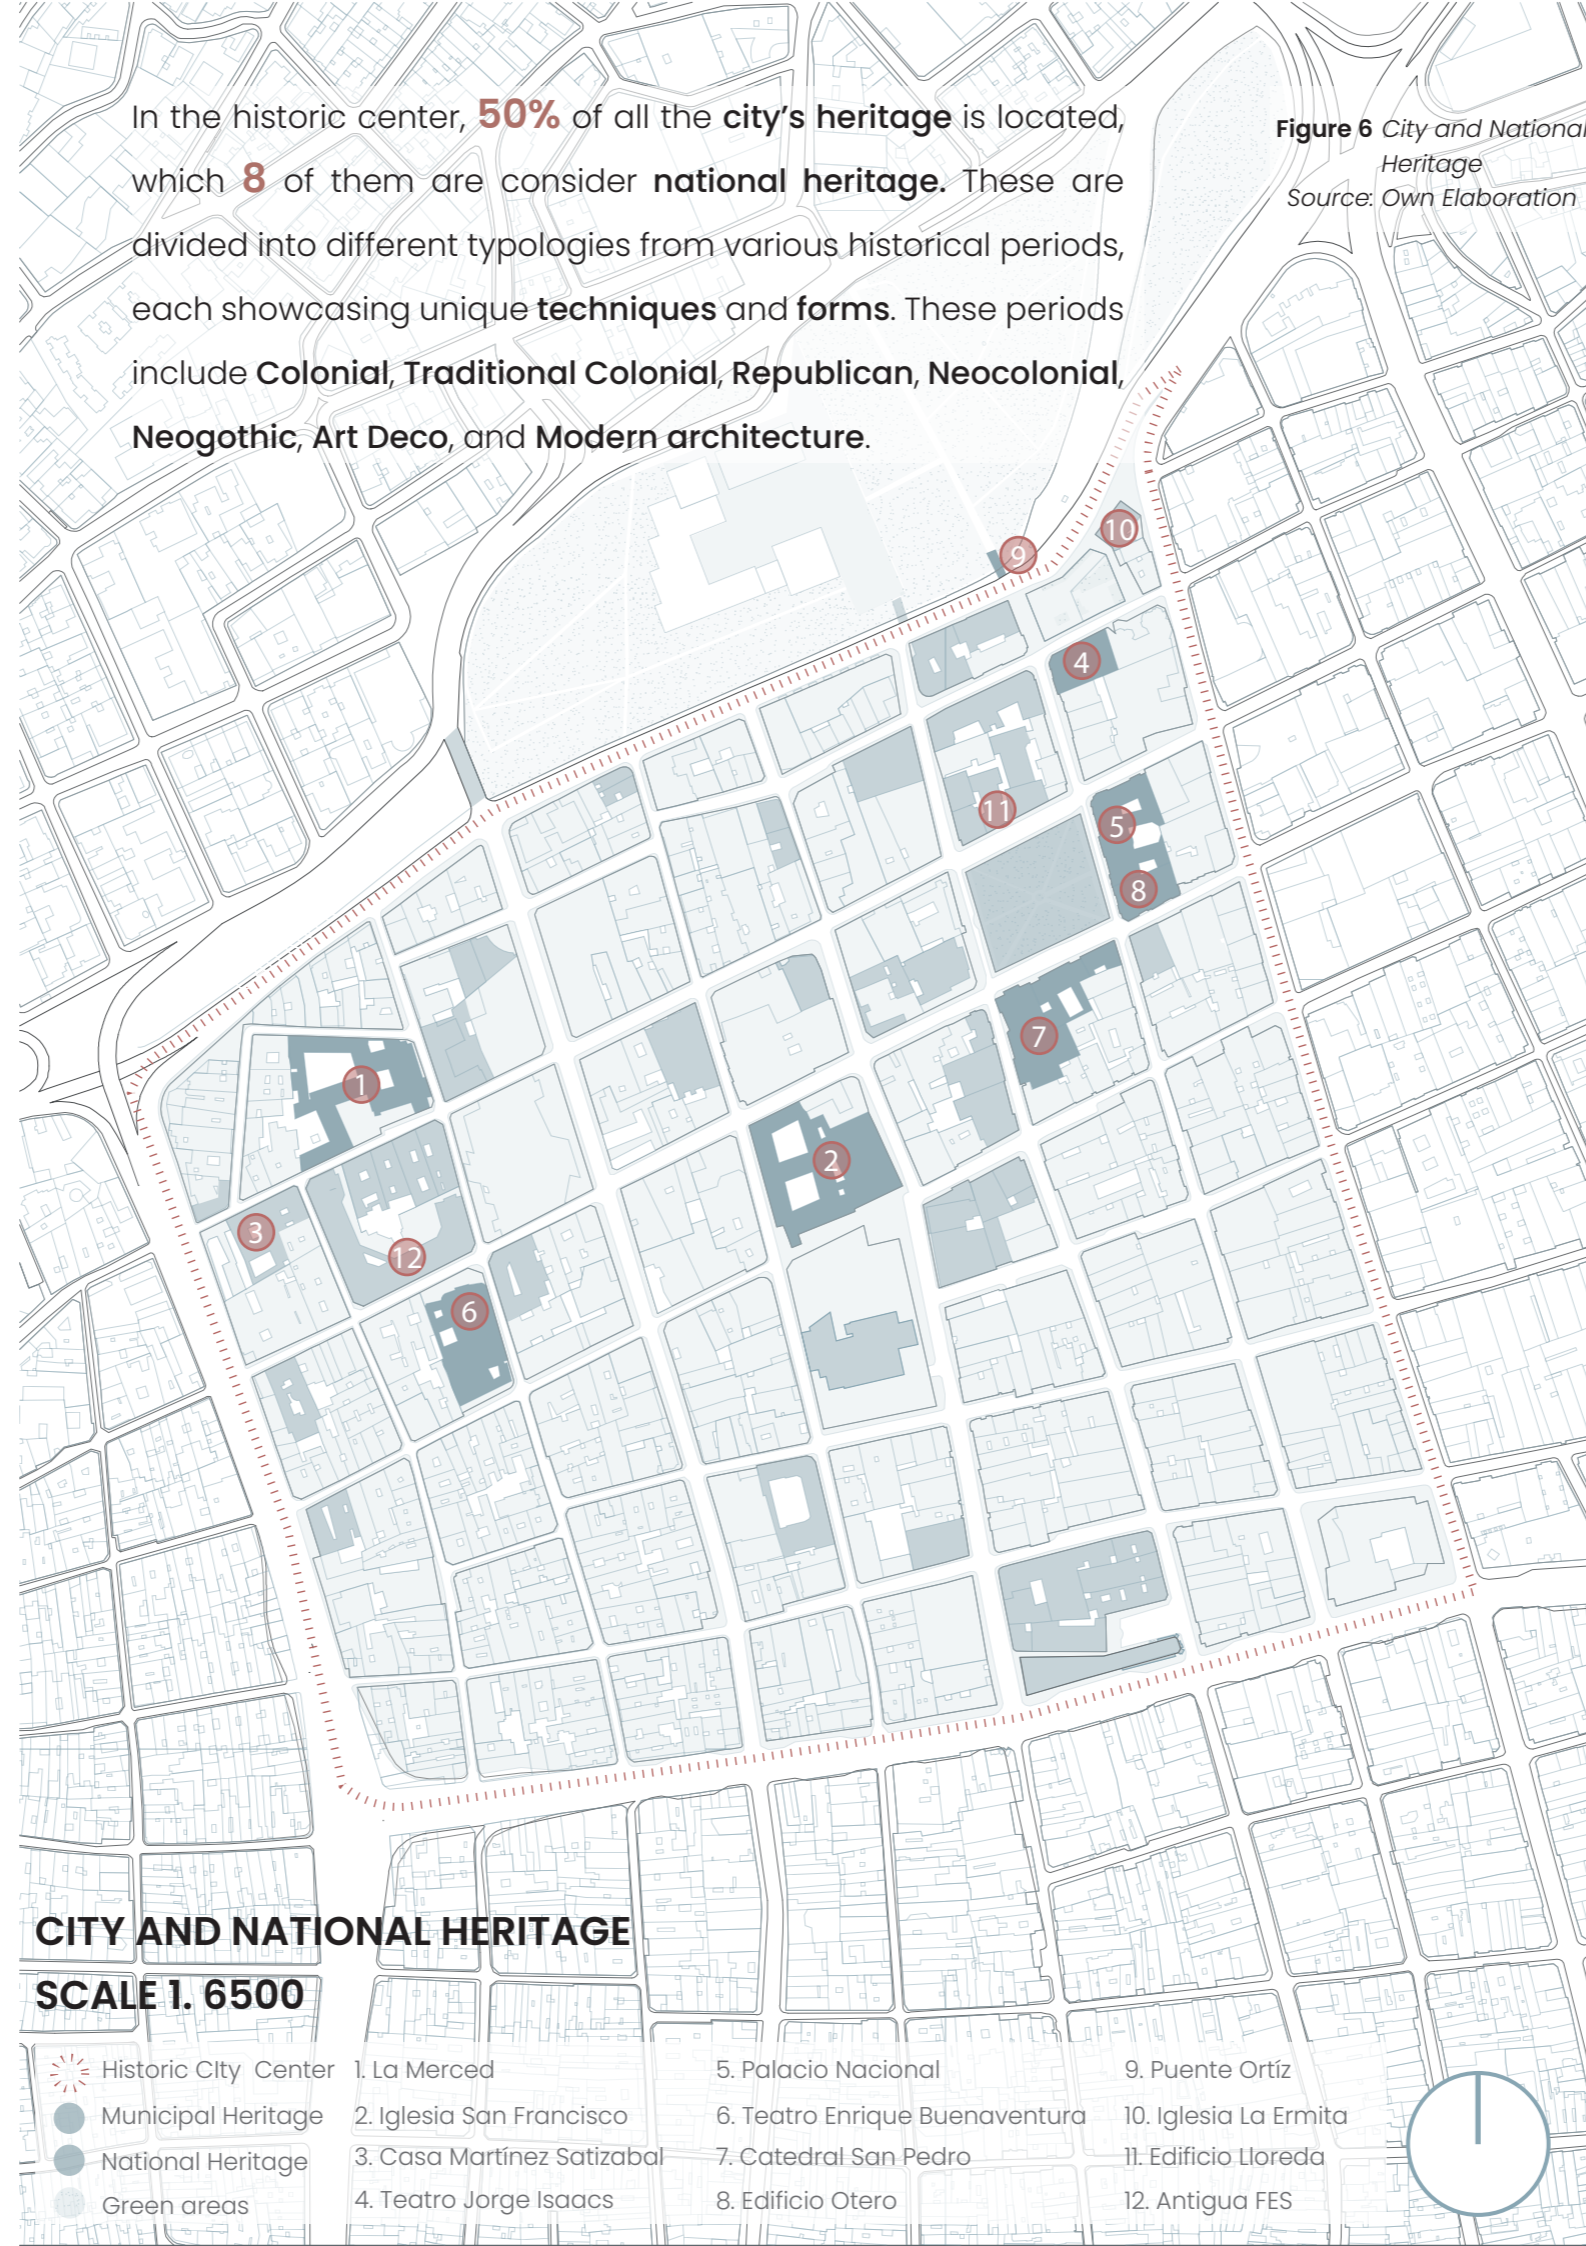 In the historic center, 50% of all the city's heritage is located,
which 8 of them are consider national heritage. These are
divided into different typologies from various historical periods,
each showcasing unique techniques and forms. These periods
include Colonial, Traditional Colonial, Republican, Neocolonial,
Neogothic, Art Deco, and Modern architecture.
Figure 6 City and National
Heritage
Source: Own Elaboration
10
9
4
11
5
8
7
1
2
3
12
6
CITY AND NATIONAL HERITAGE
SCALE 1. 6500
Historic CIty Center
Municipal Heritage
National Heritage
Green areas
1. La Merced
2. Iglesia San Francisco
3. Casa Martínez Satizabal
4. Teatro Jorge Isaacs
5. Palacio Nacional
6. Teatro Enrique Buenaventura
7. Catedral San Pedro
8. Edificio Otero
9. Puente Ortíz
10. Iglesia La Ermita
11. Edificio Lloreda
12. Antigua FES